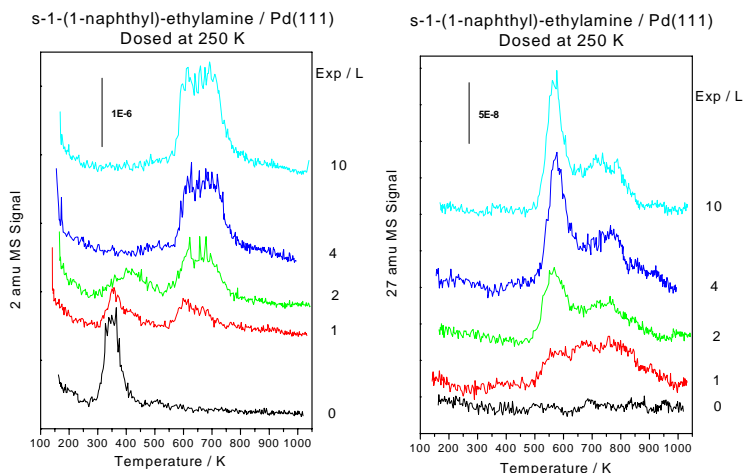 s-1-(1-naphthyl)-ethylamine / Pd(111)
Dosed at 250 K
Exp / L
1E-6
10
4
2
1
0
2 amu MS Signal
100 200 300 400 500 600 700 800 900 1000
Temperature / K
s-1-(1-naphthyl)-ethylamine / Pd(111)
Dosed at 250 K
Exp / L
5E-8
10
4
2
1
0
27 amu MS Signal
100 200 300 400 500 600 700 800 900 1000
Temperature / K